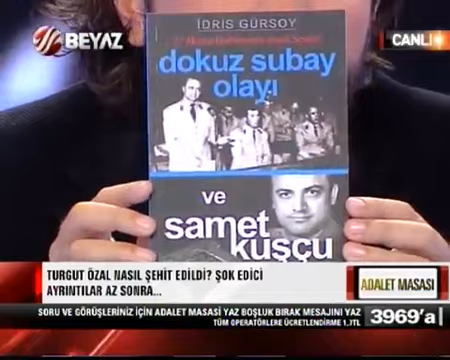 BEYAZ
CANLI
İDRİS GÜRSOY
dokuz subay
olayı
ve
samet
kuşçu
TURGUT ÖZAL NASIL ŞEHİT EDİLDİ? ŞOK EDİCİ
AYRINTILAR AZ SONRA...
ADALET MASASI
SORU VE GÖRÜŞLERİNİZ İÇİN ADALET MASASI YAZ BOŞLUK BIRAK MESAJINI YAZ
TÜM OPERATÖRLERE ÜCRETLENDİRME 1.7TL
3969'a